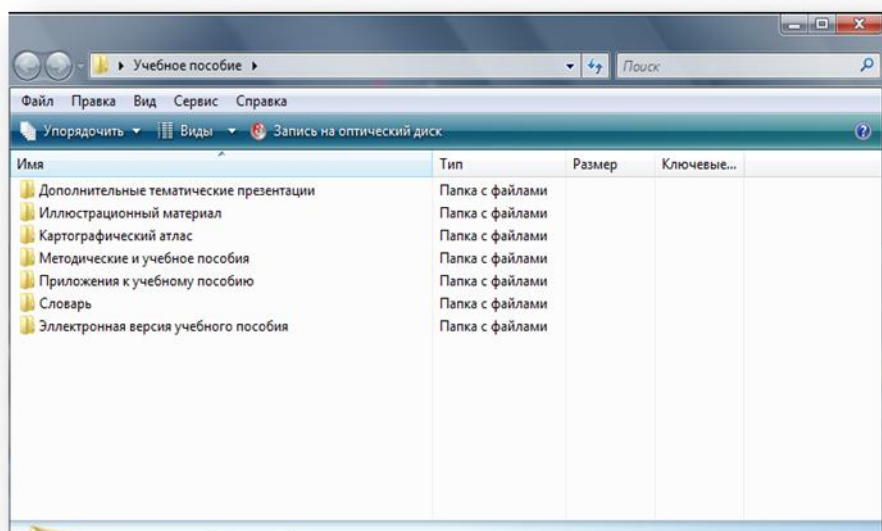 Учебное пособие
Поиск
Файл Правка Вид Сервис Справка
Упорядочить Виды Запись на оптический диск
Имя Тип Размер Ключевые...
Дополнительные тематические презентации Папка с файлами
Иллюстрационный материал Папка с файлами
Картографический атлас Папка с файлами
Методические и учебное пособия Папка с файлами
Приложения к учебному пособию Папка с файлами
Словарь Папка с файлами
Эллектронная версия учебного пособия Папка с файлами